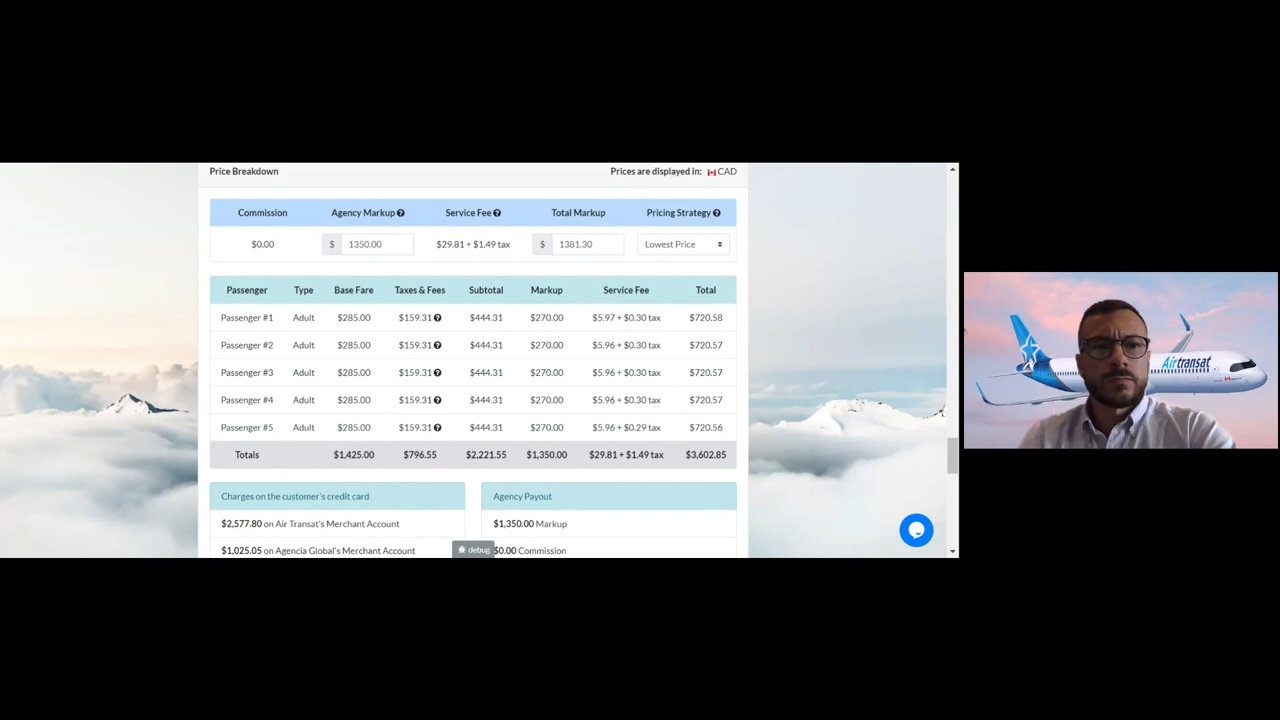 Price Breakdown Prices are displayed in: CAD
Commission Agency Markup Service Fee Total Markup Pricing Strategy
$0.00 $ 1350.00 $29.81 + $1.49 tax $ 1381.30 Lowest Price
Passenger Type Base Fare Taxes & Fees Subtotal Markup Service Fee Total
Passenger #1 Adult $285.00 $159.31 $444.31 $270.00 $5.97 + $0.30 tax $720.58
Passenger #2 Adult $285.00 $159.31 $444.31 $270.00 $5.96 + $0.30 tax $720.57
Passenger #3 Adult $285.00 $159.31 $444.31 $270.00 $5.96 + $0.30 tax $720.57
Passenger #4 Adult $285.00 $159.31 $444.31 $270.00 $5.96 + $0.30 tax $720.57
Passenger #5 Adult $285.00 $159.31 $444.31 $270.00 $5.96 + $0.29 tax $720.56
Totals $1,425.00 $796.55 $2,221.55 $1,350.00 $29.81 + $1.49 tax $3,602.85
Charges on the customer's credit card Agency Payout
$2,577.80 on Air Transat's Merchant Account $1,350.00 Markup
$1,025.05 on Agencia Global's Merchant Account debug $0.00 Commission
Air transat